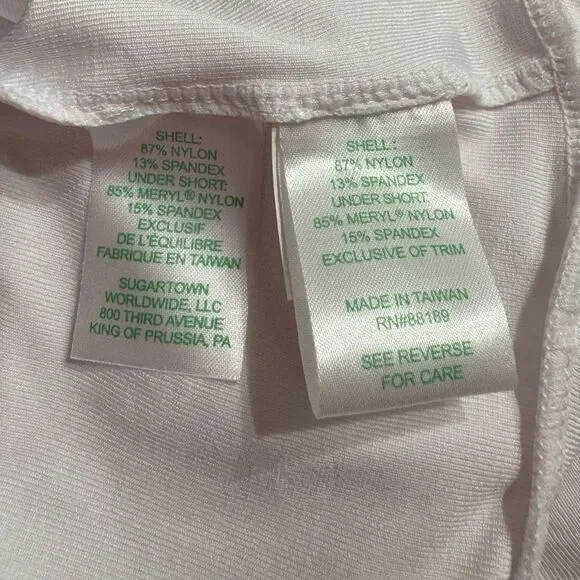 SHELL:
87% NYLON
13% SPANDEX
UNDER SHORT:
85% MERYL® NYLON
15% SPANDEX
EXCLUSIF
DE L'ÉQUILIBRE
FABRIQUE EN TAIWAN
SUGARTOWN
WORLDWIDE, LLC
800 THIRD AVENUE
KING OF PRUSSIA, PA
SHELL:
87% NYLON
13% SPANDEX
UNDER SHORT:
85% MERYL® NYLON
15% SPANDEX
EXCLUSIVE OF TRIM
MADE IN TAIWAN
RN#88189
SEE REVERSE
FOR CARE